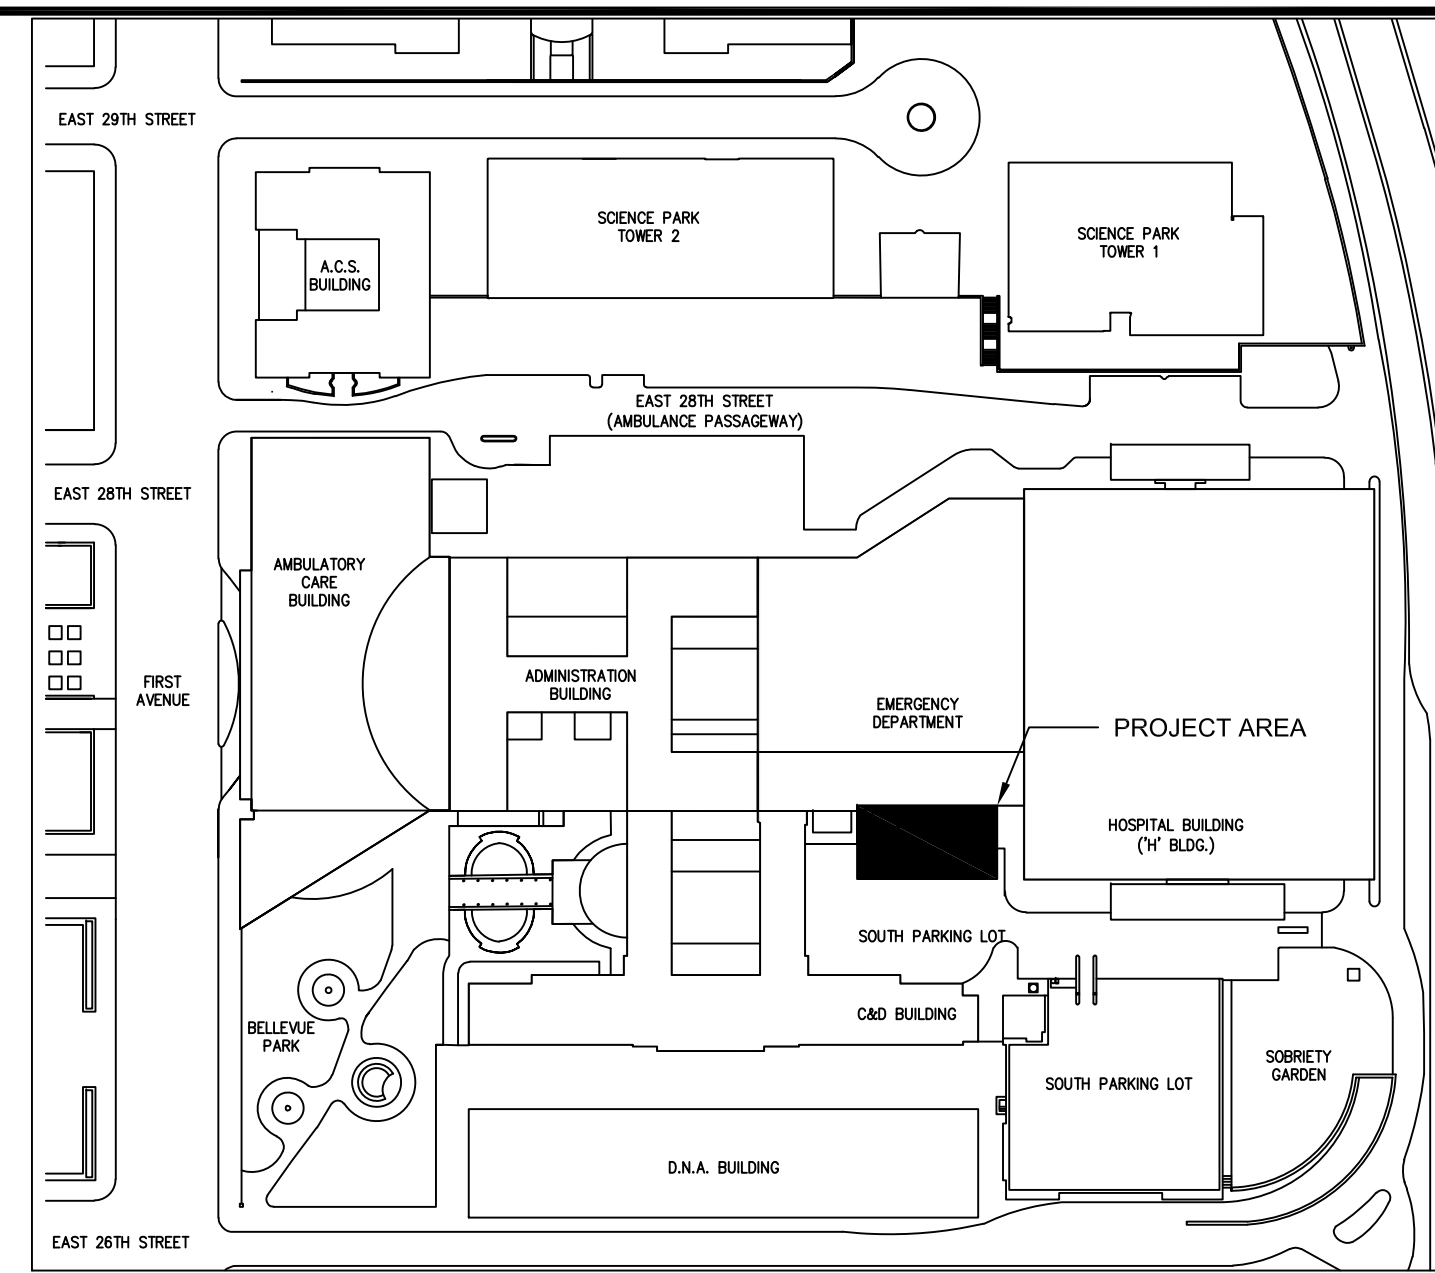 EAST 29TH STREET
SCIENCE PARK
TOWER 2
SCIENCE PARK
TOWER 1
A.C.S.
BUILDING
EAST 28TH STREET
(AMBULANCE PASSAGEWAY)
EAST 28TH STREET
AMBULATORY
CARE
BUILDING
FIRST
AVENUE
ADMINISTRATION
BUILDING
EMERGENCY
DEPARTMENT
PROJECT AREA
HOSPITAL BUILDING
('H' BLDG.)
SOUTH PARKING LOT
C&D BUILDING
BELLEVUE
PARK
SOBRIETY
GARDEN
SOUTH PARKING LOT
D.N.A. BUILDING
EAST 26TH STREET